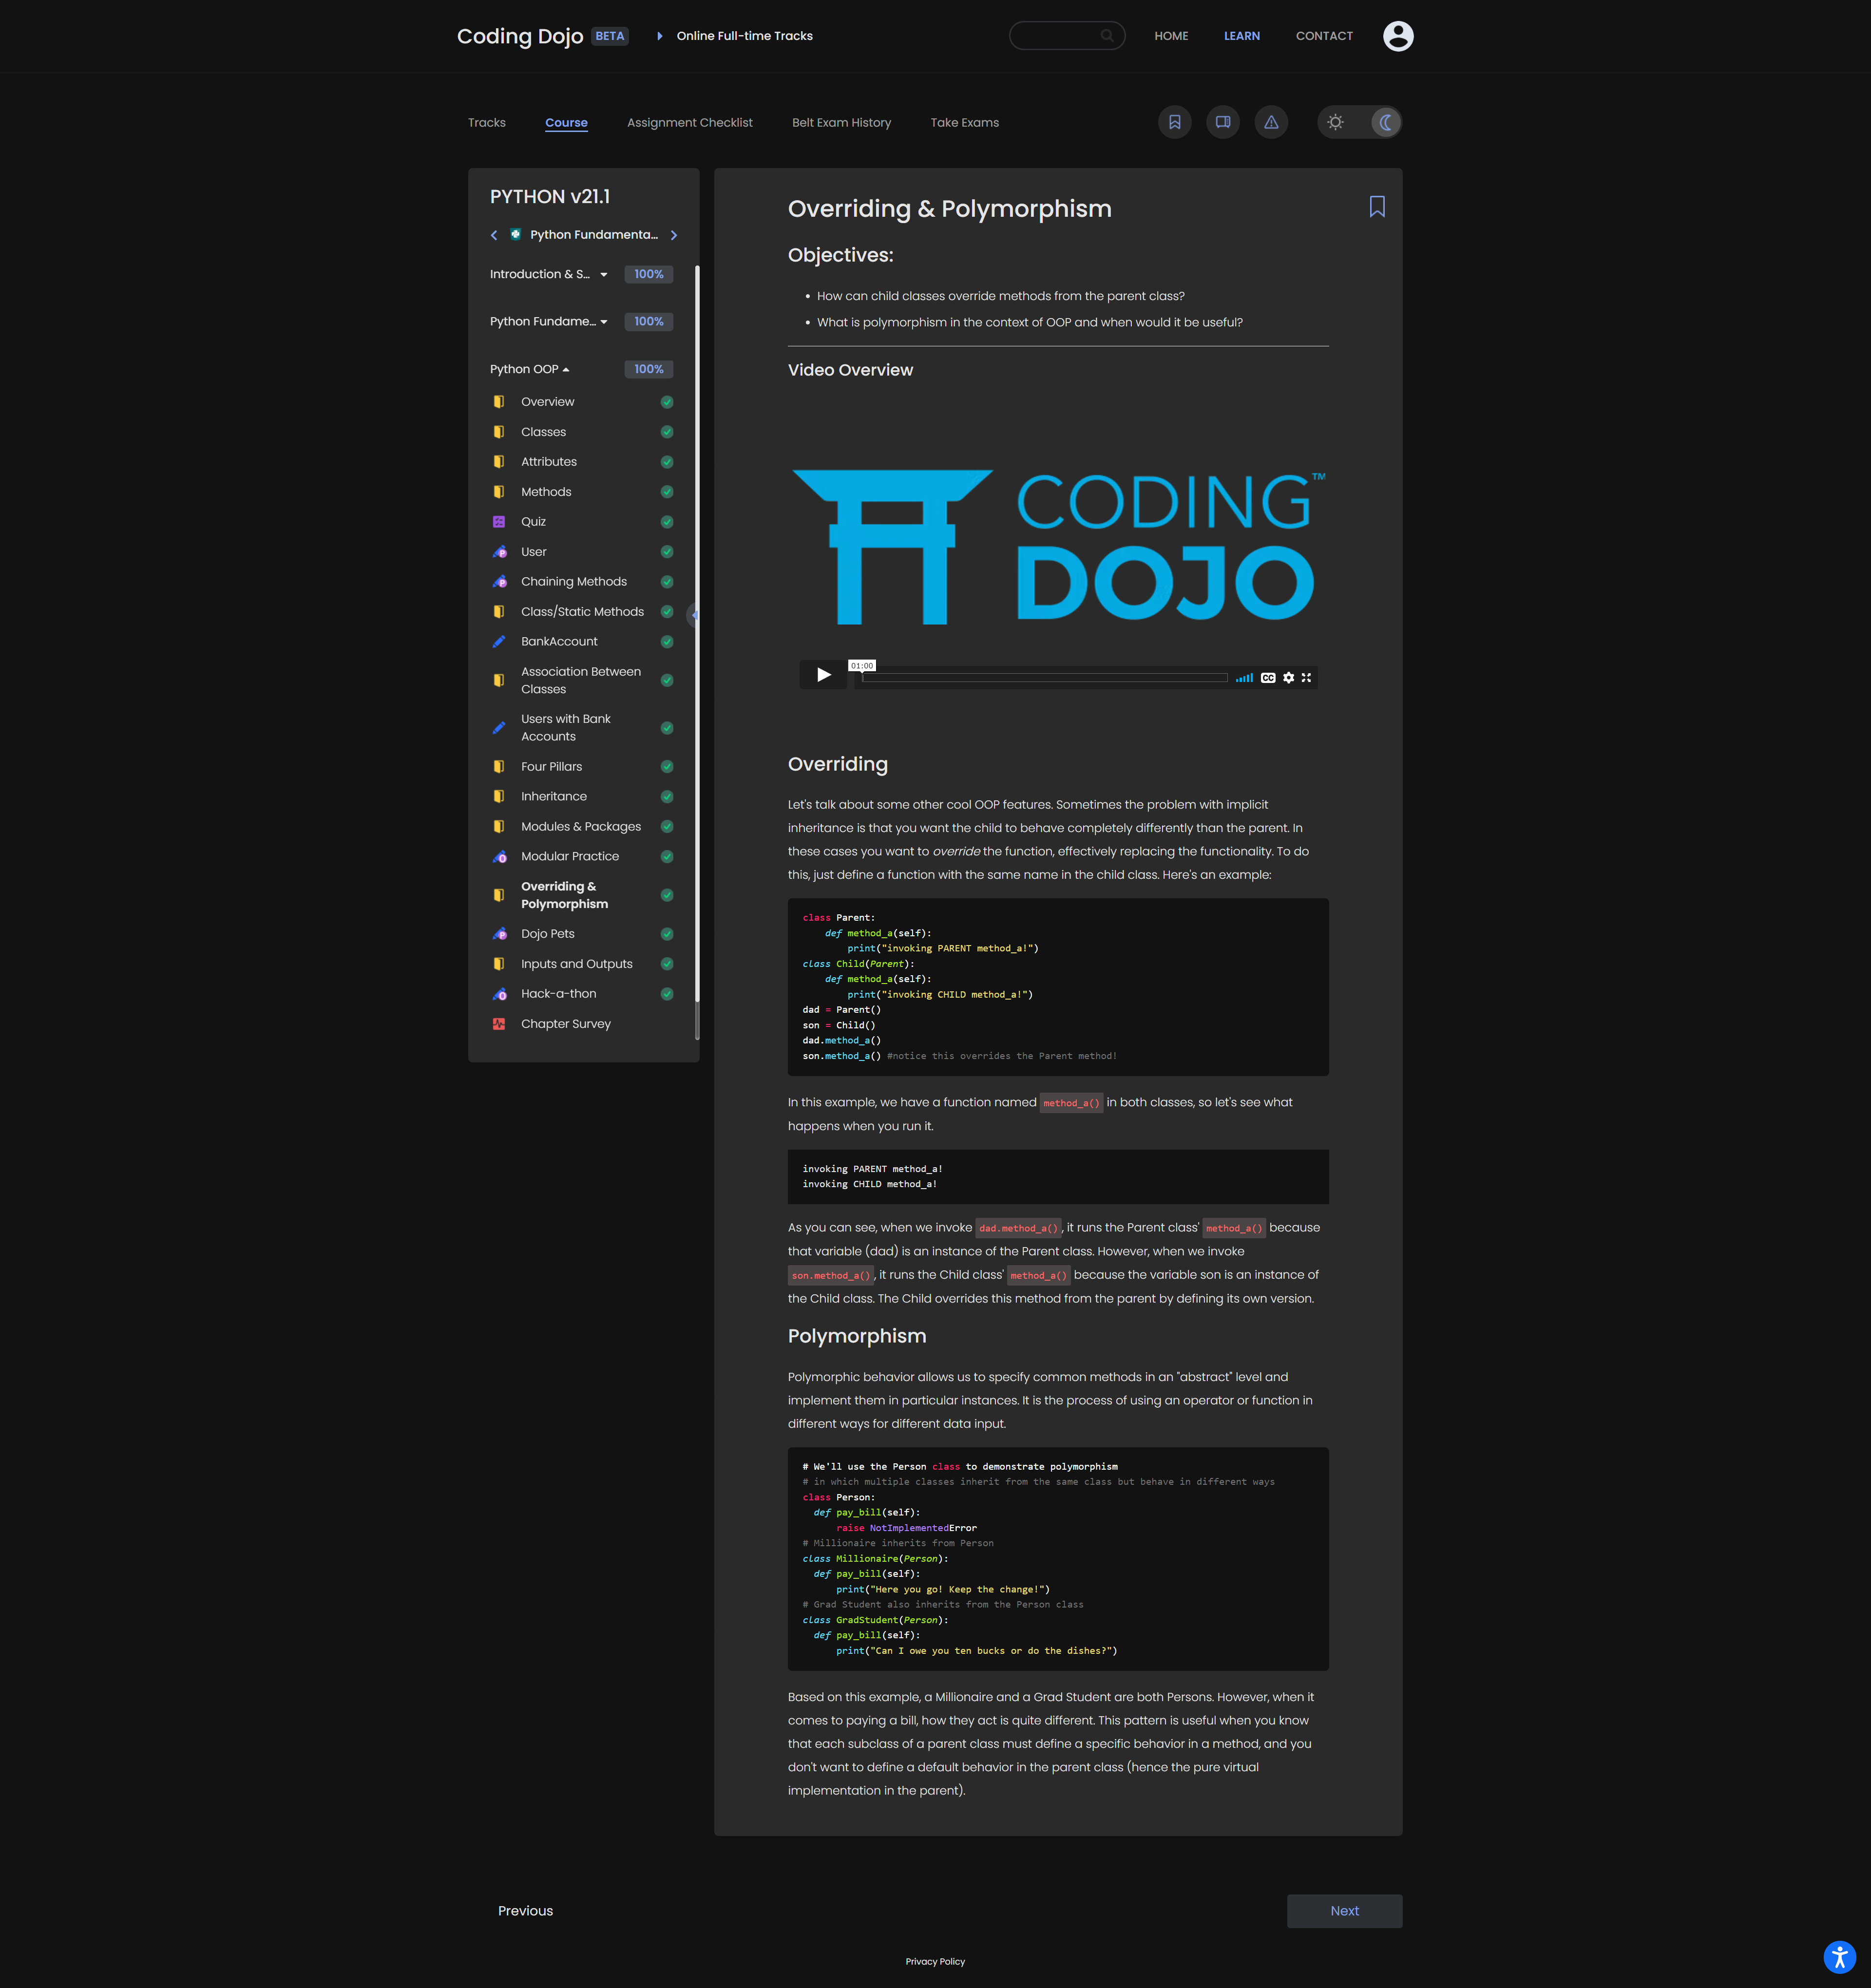 Coding Dojo BETA Online Full-time Tracks HOME LEARN CONTACT
Tracks Course Assignment Checklist Belt Exam History Take Exams
PYTHON v21.1
Python Fundamenta...
Introduction & S... 100%
Python Fundame... 100%
Python OOP 100%
Overview
Classes
Attributes
Methods
Quiz
User
Chaining Methods
Class/Static Methods
BankAccount
Association Between
Classes
Users with Bank
Accounts
Four Pillars
Inheritance
Modules & Packages
Modular Practice
Overriding &
Polymorphism
Dojo Pets
Inputs and Outputs
Hack-a-thon
Chapter Survey
Overriding & Polymorphism
Objectives:
• How can child classes override methods from the parent class?
• What is polymorphism in the context of OOP and when would it be useful?
Video Overview
CODING™
DOJO
01:00
CC
Overriding
Let's talk about some other cool OOP features. Sometimes the problem with implicit
inheritance is that you want the child to behave completely differently than the parent. In
these cases you want to override the function, effectively replacing the functionality. To do
this, just define a function with the same name in the child class. Here's an example:
class Parent:
    def method_a(self):
        print("invoking PARENT method_a!")
class Child(Parent):
    def method_a(self):
        print("invoking CHILD method_a!")
dad = Parent()
son = Child()
dad.method_a()
son.method_a() #notice this overrides the Parent method!
In this example, we have a function named method_a() in both classes, so let's see what
happens when you run it.
invoking PARENT method_a!
invoking CHILD method_a!
As you can see, when we invoke dad.method_a(), it runs the Parent class' method_a() because
that variable (dad) is an instance of the Parent class. However, when we invoke
son.method_a(), it runs the Child class' method_a() because the variable son is an instance of
the Child class. The Child overrides this method from the parent by defining its own version.
Polymorphism
Polymorphic behavior allows us to specify common methods in an "abstract" level and
implement them in particular instances. It is the process of using an operator or function in
different ways for different data input.
# We'll use the Person class to demonstrate polymorphism
# in which multiple classes inherit from the same class but behave in different ways
class Person:
  def pay_bill(self):
      raise NotImplementedError
# Millionaire inherits from Person
class Millionaire(Person):
  def pay_bill(self):
      print("Here you go! Keep the change!")
# Grad Student also inherits from the Person class
class GradStudent(Person):
  def pay_bill(self):
      print("Can I owe you ten bucks or do the dishes?")
Based on this example, a Millionaire and a Grad Student are both Persons. However, when it
comes to paying a bill, how they act is quite different. This pattern is useful when you know
that each subclass of a parent class must define a specific behavior in a method, and you
don't want to define a default behavior in the parent class (hence the pure virtual
implementation in the parent).
Previous Next
Privacy Policy